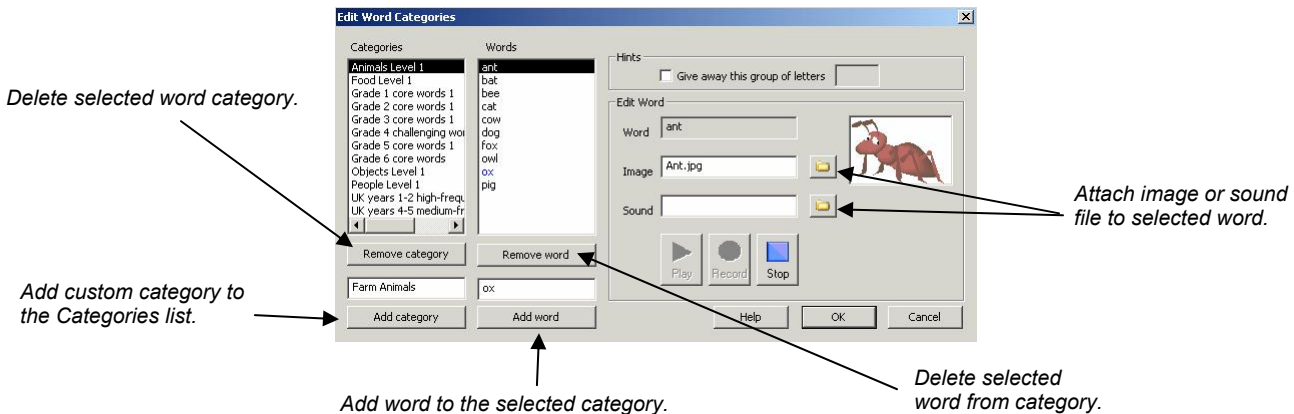 Edit Word Categories
Categories
Words
Animals Level 1
Food Level 1
Grade 1 core words 1
Grade 2 core words 1
Grade 3 core words 1
Grade 4 challenging wor
Grade 5 core words 1
Grade 6 core words
Objects Level 1
People Level 1
UK years 1-2 high-frequ
UK years 4-5 medium-fr
ant
bat
bee
cat
cow
dog
fox
owl
ox
pig
Remove category
Remove word
Farm Animals
ox
Add category
Add word
Hints
Give away this group of letters
Edit Word
Word
ant
Image
Ant.jpg
Sound
Play
Record
Stop
Help
OK
Cancel
Delete selected word category.
Add custom category to
the Categories list.
Add word to the selected category.
Delete selected
word from category.
Attach image or sound
file to selected word.